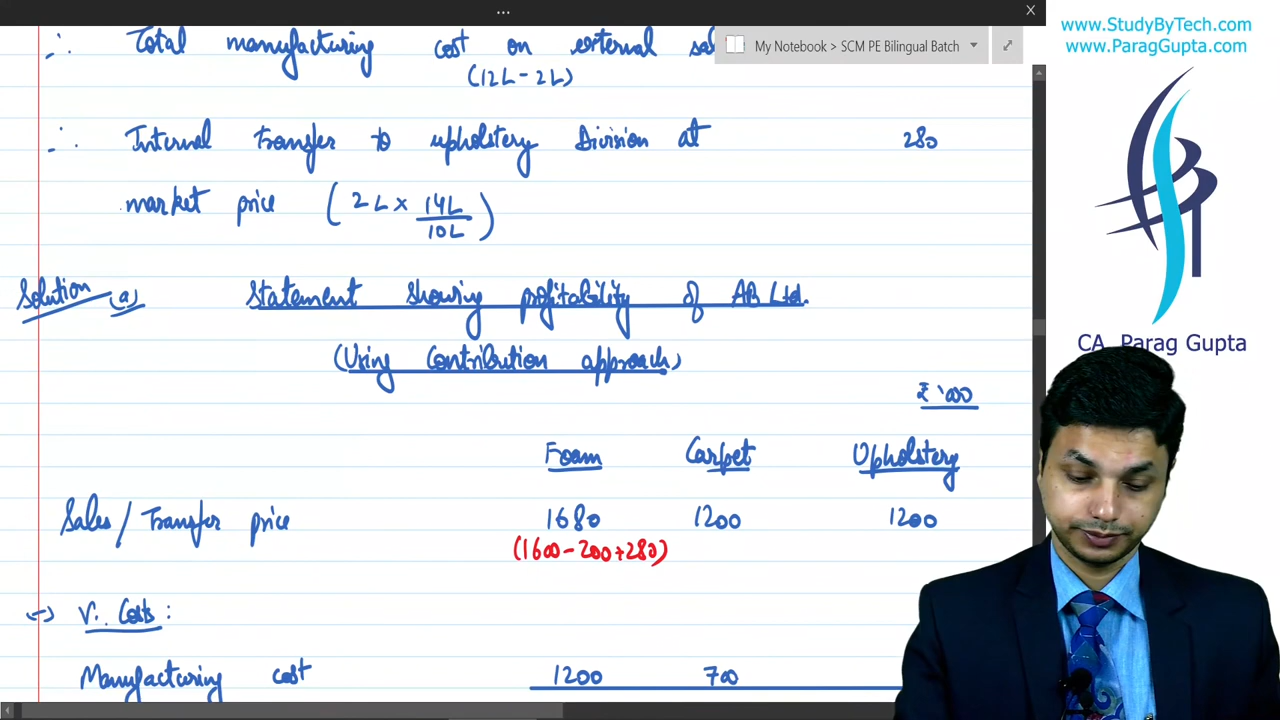 ...
www.StudyByTech.com
www.ParagGupta.com
My Notebook > SCM PE Bilingual Batch
∴ Total manufacturing cost on external
(12L - 2L)
∴ Internal transfer to upholstery Division at 280
market price (2L × 14L/10L)
CA Parag Gupta
Solution (a) Statement showing profitability of AB Ltd.
(Using Contribution approach)
₹'000
Foam Carpet Upholstery
Sales / Transfer price 1680 1200 1200
(1600-200+280)
(-) V. Costs:
Manufacturing cost 1200 700